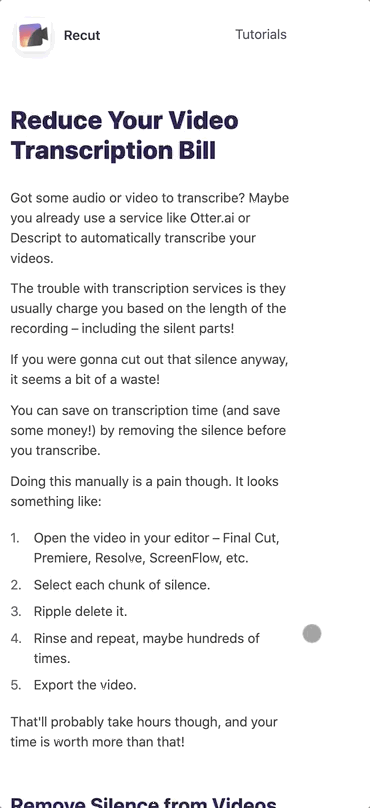 Recut
Tutorials
Reduce Your Video
Transcription Bill
Got some audio or video to transcribe? Maybe
you already use a service like Otter.ai or
Descript to automatically transcribe your
videos.
The trouble with transcription services is they
usually charge you based on the length of the
recording – including the silent parts!
If you were gonna cut out that silence anyway,
it seems a bit of a waste!
You can save on transcription time (and save
some money!) by removing the silence before
you transcribe.
Doing this manually is a pain though. It looks
something like:
1. Open the video in your editor – Final Cut,
Premiere, Resolve, ScreenFlow, etc.
2. Select each chunk of silence.
3. Ripple delete it.
4. Rinse and repeat, maybe hundreds of
times.
5. Export the video.
That'll probably take hours though, and your
time is worth more than that!
Remove Silence from Videos